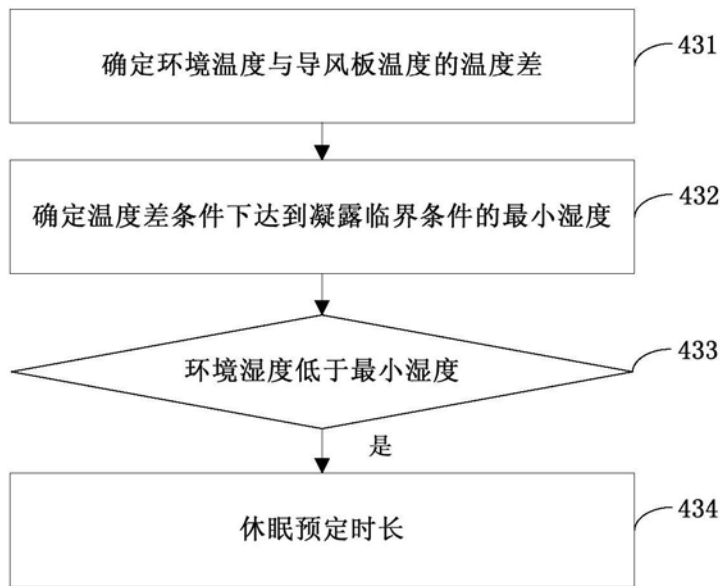 确定环境温度与导风板温度的温度差
431
确定温度差条件下达到凝露临界条件的最小湿度
432
环境湿度低于最小湿度
433
是
休眠预定时长
434